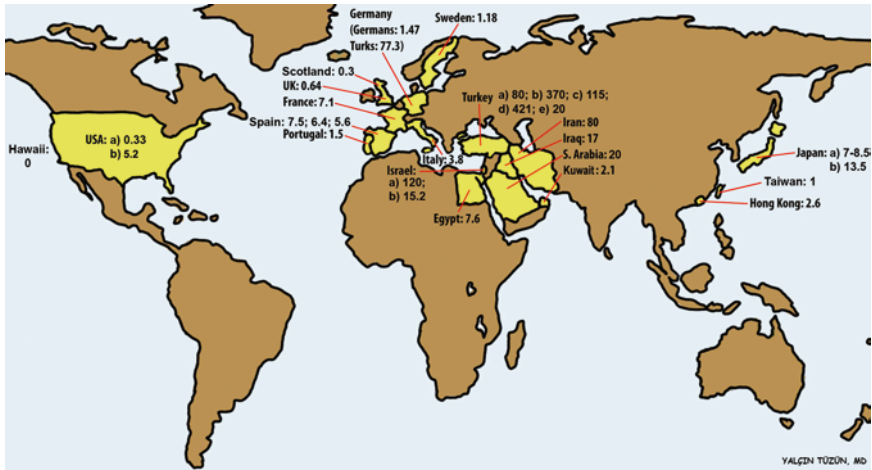 Germany
(Germans: 1.47
Turks: 77.3)
Sweden: 1.18
Scotland: 0.3
UK: 0.64
France: 7.1
Spain: 7.5; 6.4; 5.6
Portugal: 1.5
Italy: 3.8
Turkey a) 80; b) 370; c) 115;
d) 421; e) 20
Iran: 80
Iraq: 17
S. Arabia: 20
Kuwait: 2.1
Israel:
a) 120;
b) 15.2
Egypt: 7.6
Hawaii:
0
USA: a) 0.33
b) 5.2
Japan: a) 7-8.5
b) 13.5
Taiwan: 1
Hong Kong: 2.6
YALÇIN TÜZÜN, MD